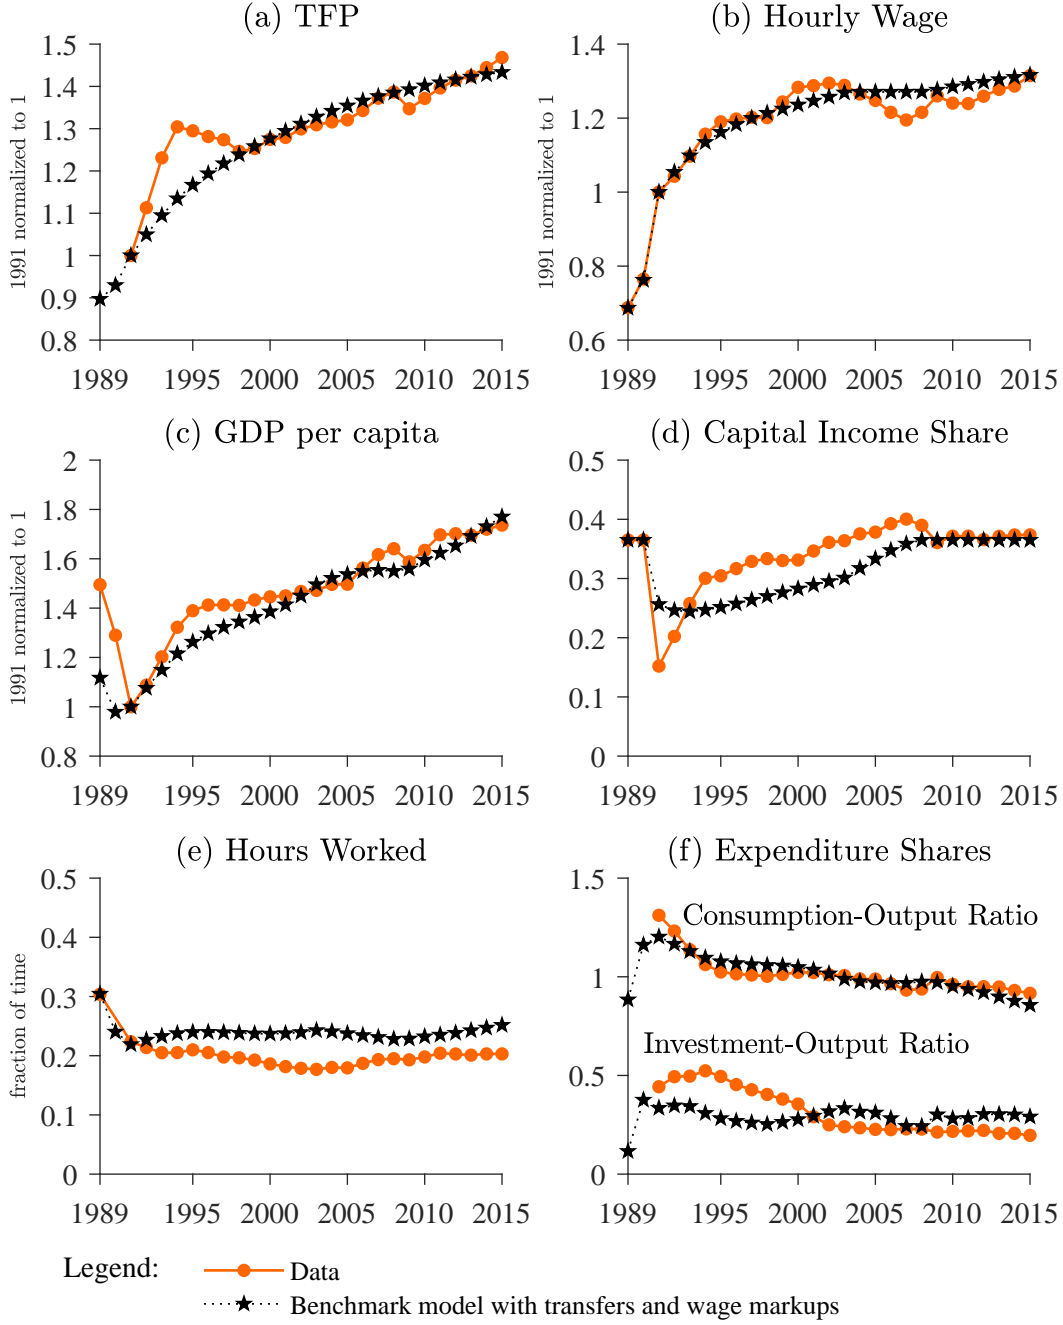 (a) TFP
1991 normalized to 1
1.5
1.4
1.3
1.2
1.1
1
0.9
0.8
1989 1995 2000 2005 2010 2015
(b) Hourly Wage
1991 normalized to 1
1.4
1.2
1
0.8
0.6
1989 1995 2000 2005 2010 2015
(c) GDP per capita
1991 normalized to 1
2
1.8
1.6
1.4
1.2
1
0.8
1989 1995 2000 2005 2010 2015
(d) Capital Income Share
0.5
0.4
0.3
0.2
0.1
0
1989 1995 2000 2005 2010 2015
(e) Hours Worked
fraction of time
0.5
0.4
0.3
0.2
0.1
0
1989 1995 2000 2005 2010 2015
(f) Expenditure Shares
1.5
1
0.5
0
Consumption-Output Ratio
Investment-Output Ratio
1989 1995 2000 2005 2010 2015
Legend:
Data
Benchmark model with transfers and wage markups